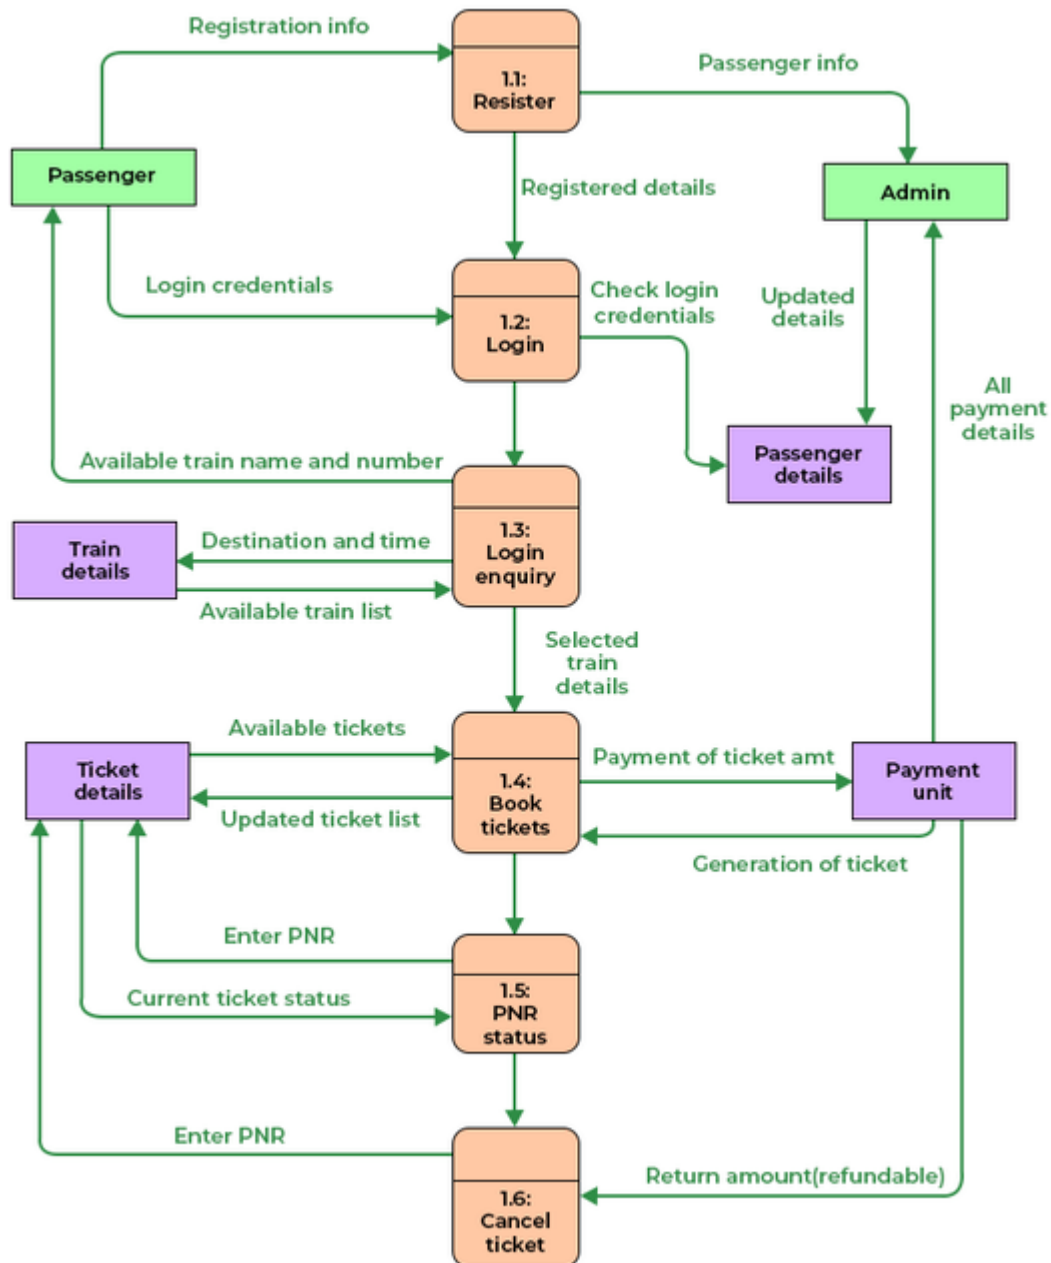 Registration info
1.1:
Resister
Passenger info
Passenger
Admin
Registered details
Login credentials
Check login
credentials
Updated
details
1.2:
Login
All
payment
details
Available train name and number
Passenger
details
1.3:
Login
enquiry
Train
details
Destination and time
Available train list
Selected
train
details
Available tickets
Ticket
details
Updated ticket list
1.4:
Book
tickets
Payment of ticket amt
Payment
unit
Generation of ticket
Enter PNR
Current ticket status
1.5:
PNR
status
Enter PNR
Return amount(refundable)
1.6:
Cancel
ticket